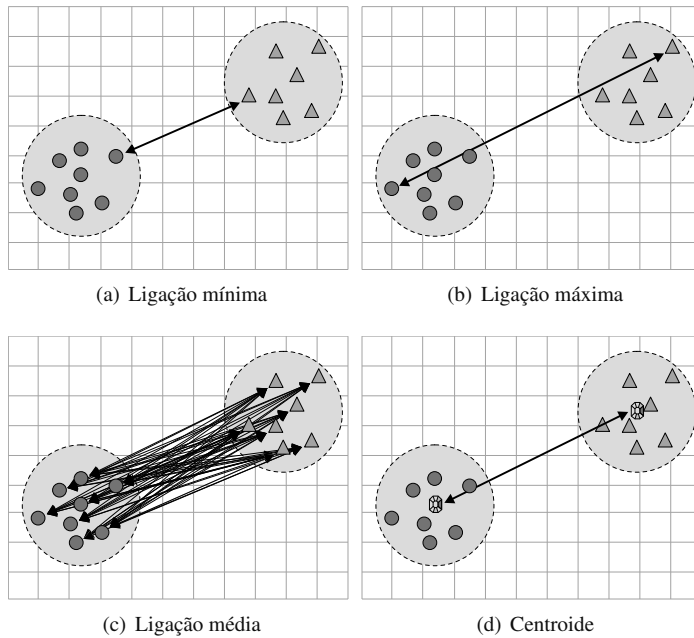 (a) Ligação mínima
(b) Ligação máxima
(c) Ligação média
(d) Centroide